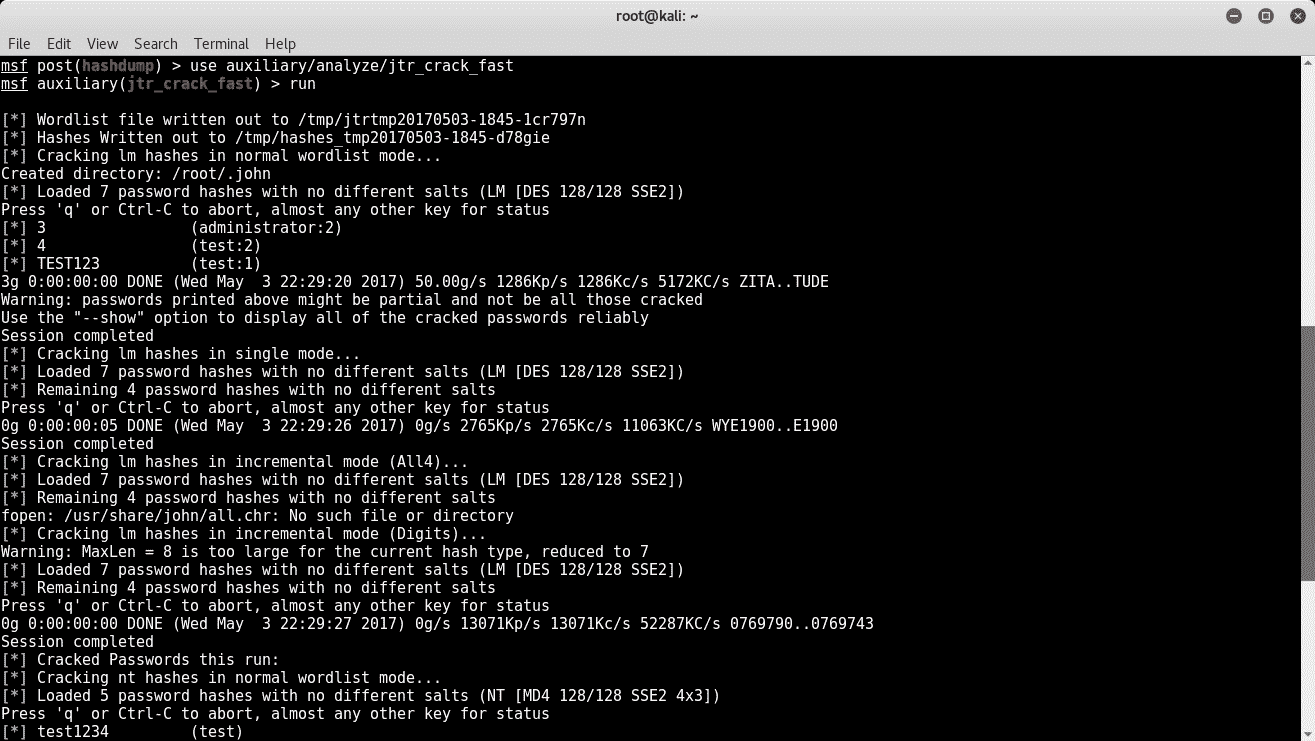 root@kali: ~
File Edit View Search Terminal Help
msf post(hashdump) > use auxiliary/analyze/jtr_crack_fast
msf auxiliary(jtr_crack_fast) > run
[*] Wordlist file written out to /tmp/jtrtmp20170503-1845-1cr797n
[*] Hashes Written out to /tmp/hashes_tmp20170503-1845-d78gie
[*] Cracking lm hashes in normal wordlist mode...
Created directory: /root/.john
[*] Loaded 7 password hashes with no different salts (LM [DES 128/128 SSE2])
Press 'q' or Ctrl-C to abort, almost any other key for status
[*] 3                (administrator:2)
[*] 4                (test:2)
[*] TEST123          (test:1)
3g 0:00:00:00 DONE (Wed May  3 22:29:20 2017) 50.00g/s 1286Kp/s 1286Kc/s 5172KC/s ZITA..TUDE
Warning: passwords printed above might be partial and not be all those cracked
Use the "--show" option to display all of the cracked passwords reliably
Session completed
[*] Cracking lm hashes in single mode...
[*] Loaded 7 password hashes with no different salts (LM [DES 128/128 SSE2])
[*] Remaining 4 password hashes with no different salts
Press 'q' or Ctrl-C to abort, almost any other key for status
0g 0:00:00:05 DONE (Wed May  3 22:29:26 2017) 0g/s 2765Kp/s 2765Kc/s 11063KC/s WYE1900..E1900
Session completed
[*] Cracking lm hashes in incremental mode (All4)...
[*] Loaded 7 password hashes with no different salts (LM [DES 128/128 SSE2])
[*] Remaining 4 password hashes with no different salts
fopen: /usr/share/john/all.chr: No such file or directory
[*] Cracking lm hashes in incremental mode (Digits)...
Warning: MaxLen = 8 is too large for the current hash type, reduced to 7
[*] Loaded 7 password hashes with no different salts (LM [DES 128/128 SSE2])
[*] Remaining 4 password hashes with no different salts
Press 'q' or Ctrl-C to abort, almost any other key for status
0g 0:00:00:00 DONE (Wed May  3 22:29:27 2017) 0g/s 13071Kp/s 13071Kc/s 52287KC/s 0769790..0769743
Session completed
[*] Cracked Passwords this run:
[*] Cracking nt hashes in normal wordlist mode...
[*] Loaded 5 password hashes with no different salts (NT [MD4 128/128 SSE2 4x3])
Press 'q' or Ctrl-C to abort, almost any other key for status
[*] test1234         (test)